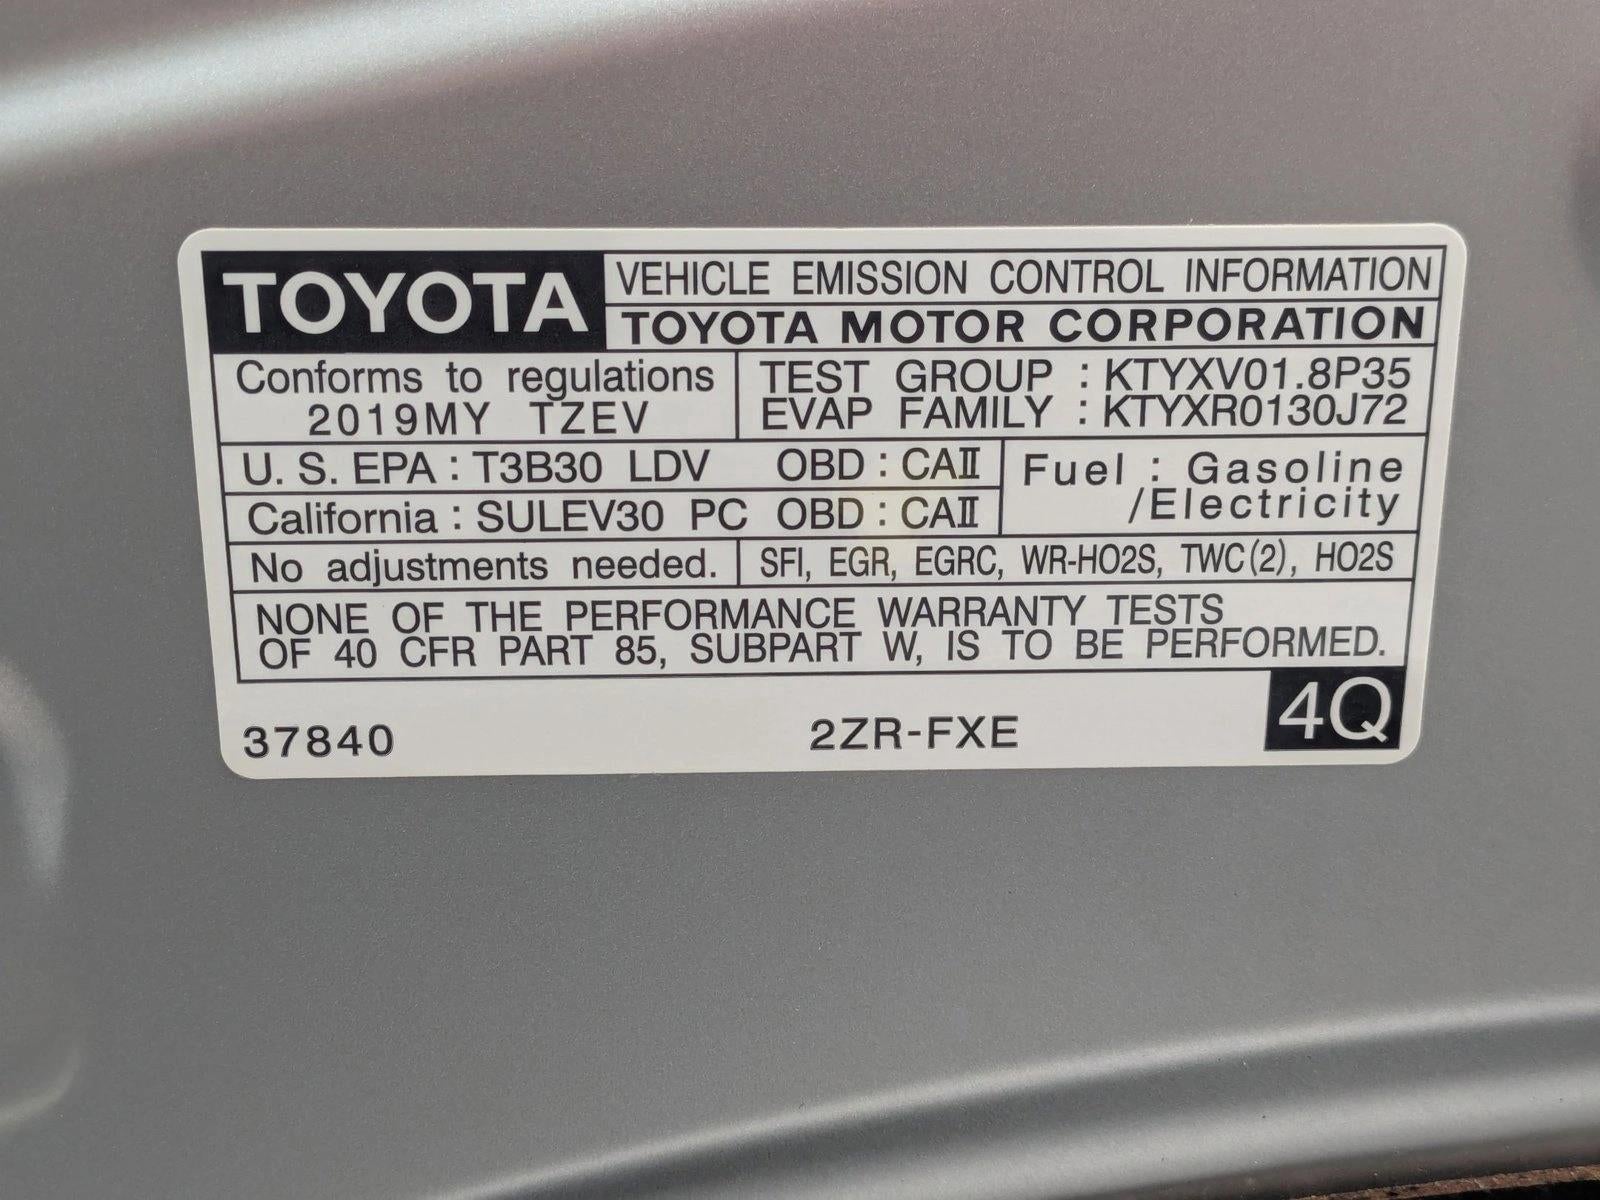 TOYOTA VEHICLE EMISSION CONTROL INFORMATION
TOYOTA MOTOR CORPORATION
Conforms to regulations
2019MY TZEV
TEST GROUP : KTYXV01.8P35
EVAP FAMILY : KTYXR0130J72
U. S. EPA : T3B30 LDV OBD : CAⅡ
California : SULEV30 PC OBD : CAⅡ
Fuel : Gasoline
/Electricity
No adjustments needed. SFI, EGR, EGRC, WR-HO2S, TWC(2), HO2S
NONE OF THE PERFORMANCE WARRANTY TESTS
OF 40 CFR PART 85, SUBPART W, IS TO BE PERFORMED.
37840 2ZR-FXE 4Q